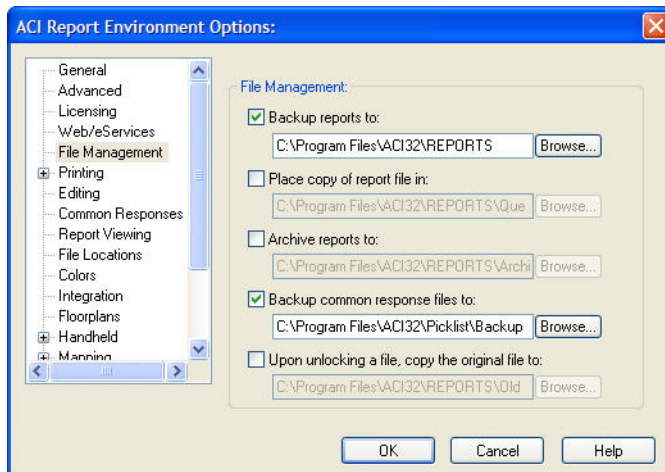 ACI Report Environment Options:
General
Advanced
Licensing
Web/eServices
File Management
Printing
Editing
Common Responses
Report Viewing
File Locations
Colors
Integration
Floorplans
Handheld
Mapping
File Management:
Backup reports to:
C:\Program Files\ACI32\REPORTS Browse...
Place copy of report file in:
C:\Program Files\ACI32\REPORTS\Que Browse...
Archive reports to:
C:\Program Files\ACI32\REPORTS\Archi Browse...
Backup common response files to:
C:\Program Files\ACI32\Picklist\Backup Browse...
Upon unlocking a file, copy the original file to:
C:\Program Files\ACI32\REPORTS\Old Browse...
OK Cancel Help